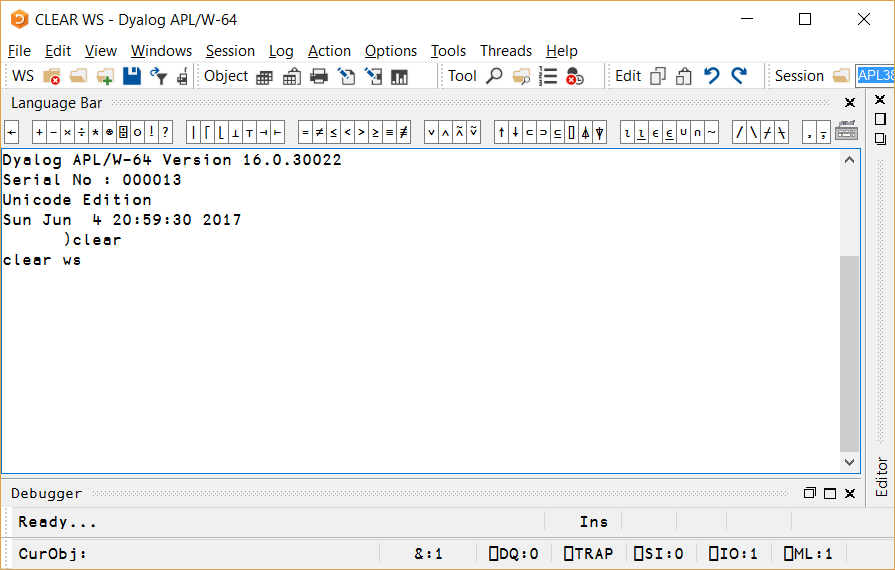 CLEAR WS - Dyalog APL/W-64
File Edit View Windows Session Log Action Options Tools Threads Help
WS Object Tool Edit Session APL38
Language Bar
← + - × ÷ * ⍟ ⌹ ○ ! ? | ⌈ ⌊ ⊥ ⊤ ⊣ ⊢ = ≠ ≤ < > ≥ ≡ ≢ ∨ ∧ ⍲ ⍱ ↑ ↓ ⊂ ⊃ ⊆ ⌷ ⍋ ⍒ ⍳ ⍸ ∊ ⍷ ∪ ∩ ~ / \ ⌿ ⍀ , ⍪
Dyalog APL/W-64 Version 16.0.30022
Serial No : 000013
Unicode Edition
Sun Jun  4 20:59:30 2017
      )clear
clear ws
Editor
Debugger
Ready... Ins
CurObj: &:1 ⎕DQ:0 ⎕TRAP ⎕SI:0 ⎕IO:1 ⎕ML:1